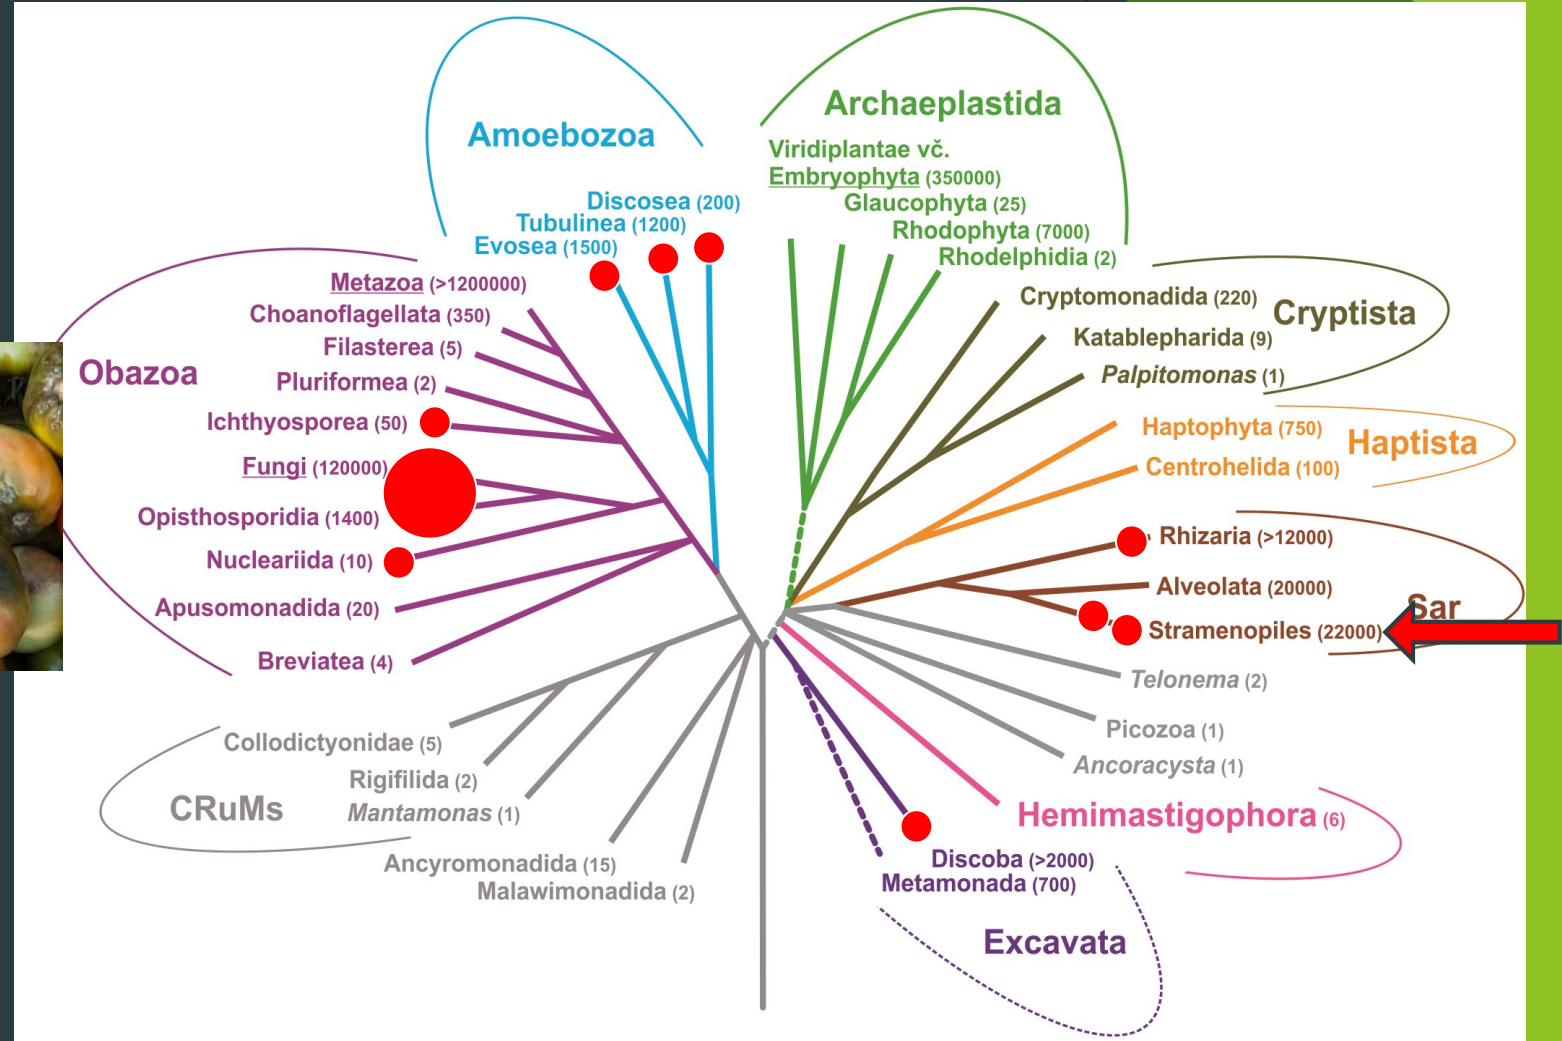 Archaeplastida
Amoebozoa
Viridiplantae vč.
Embryophyta (350000)
Glaucophyta (25)
Rhodophyta (7000)
Rhodelphidia (2)
Discosea (200)
Tubulinea (1200)
Evosea (1500)
Metazoa (>1200000)
Choanoflagellata (350)
Filasterea (5)
Obazoa
Pluriformea (2)
Ichthyosporea (50)
Fungi (120000)
Opisthosporidia (1400)
Nucleariida (10)
Apusomonadida (20)
Breviatea (4)
Cryptomonadida (220)
Cryptista
Katablepharida (9)
Palpitomonas (1)
Haptophyta (750)
Haptista
Centrohelida (100)
Rhizaria (>12000)
Alveolata (20000)
Sar
Stramenopiles (22000)
Telonema (2)
Picozoa (1)
Ancoracysta (1)
Hemimastigophora (6)
Collodictyonidae (5)
Rigifilida (2)
CRuMs
Mantamonas (1)
Ancyromonadida (15)
Malawimonadida (2)
Discoba (>2000)
Metamonada (700)
Excavata